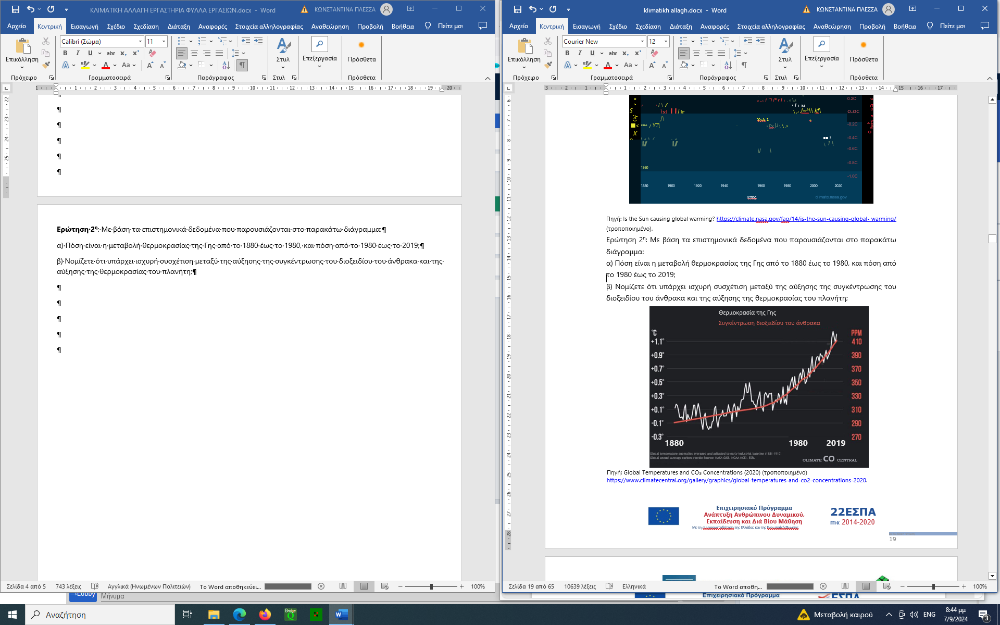 ΚΛΙΜΑΤΙΚΗ ΑΛΛΑΓΗ ΕΡΓΑΣΤΗΡΙΑ ΦΥΛΛΑ ΕΡΓΑΣΙΩΝ.docx - Word
ΚΩΝΣΤΑΝΤΙΝΑ ΠΛΕΣΣΑ
Αρχείο Κεντρική Εισαγωγή Σχέδιο Σχεδίαση Διάταξη Αναφορές Στοιχεία αλληλογραφίας Αναθεώρηση Προβολή Βοήθεια Πείτε μου
Calibri (Σώμα) 11
Επικόλληση
Στυλ
Επεξεργασία
Πρόσθετα
Πρόχειρο Γραμματοσειρά Παράγραφος Στυλ Πρόσθετα
Ερώτηση 2η: Με βάση τα επιστημονικά δεδομένα που παρουσιάζονται στο παρακάτω διάγραμμα:¶
α) Πόση είναι η μεταβολή θερμοκρασίας της Γης από το 1880 έως το 1980, και πόση από το 1980 έως το 2019;¶
β) Νομίζετε ότι υπάρχει ισχυρή συσχέτιση μεταξύ της αύξησης της συγκέντρωσης του διοξειδίου του άνθρακα και της
αύξησης της θερμοκρασίας του πλανήτη;¶
Σελίδα 4 από 5 743 λέξεις Αγγλικά (Ηνωμένων Πολιτειών) Το Word αποθηκεύει... 100%
klimatikh allagh.docx - Word
ΚΩΝΣΤΑΝΤΙΝΑ ΠΛΕΣΣΑ
Αρχείο Κεντρική Εισαγωγή Σχέδιο Σχεδίαση Διάταξη Αναφορές Στοιχεία αλληλογραφίας Αναθεώρηση Προβολή Βοήθεια Πείτε μου
Courier New 12
Επικόλληση
Στυλ
Επεξεργασία
Πρόσθετα
Πρόχειρο Γραμματοσειρά Παράγραφος Στυλ Πρόσθετα
0.2C
0.0C
-0.2C
-0.4C
-0.6C
-0.8C
-1.0C
1360
1880 1900 1920 1940 1960 1980 2000 2020
Έτος
climate.nasa.gov
Πηγή: Is the Sun causing global warming? https://climate.nasa.gov/faq/14/is-the-sun-causing-global- warming/
(τροποποιημένο).
Ερώτηση 2η: Με βάση τα επιστημονικά δεδομένα που παρουσιάζονται στο παρακάτω
διάγραμμα:
α) Πόση είναι η μεταβολή θερμοκρασίας της Γης από το 1880 έως το 1980, και πόση από
το 1980 έως το 2019;
β) Νομίζετε ότι υπάρχει ισχυρή συσχέτιση μεταξύ της αύξησης της συγκέντρωσης του
διοξειδίου του άνθρακα και της αύξησης της θερμοκρασίας του πλανήτη;
Θερμοκρασία της Γης
Συγκέντρωση διοξειδίου του άνθρακα
°C PPM
+1.1° 410
+0.9° 390
+0.7° 370
+0.5° 350
+0.3° 330
+0.1° 310
-0.1° 290
-0.3° 270
1880 1980 2019
Global temperature anomalies averaged and adjusted to early industrial baseline (1881-1910)
Global annual average carbon dioxide Source: NASA GISS. NOAA NCEI. ESRL
CLIMATE CO CENTRAL
Πηγή: Global Temperatures and CO₂ Concentrations (2020) (τροποποιημένο)
https://www.climatecentral.org/gallery/graphics/global-temperatures-and-co2-concentrations-2020.
Επιχειρησιακό Πρόγραμμα
Ανάπτυξη Ανθρώπινου Δυναμικού,
Εκπαίδευση και Διά Βίου Μάθηση
Με τη συγχρηματοδότηση της Ελλάδας και της Ευρωπαϊκής Ένωσης
22ΕΣΠΑ
m« 2014-2020
19
Σελίδα 19 από 65 10639 λέξεις Ελληνικά Το Word αποθη... 100%
Lobby
Μήνυμα
Επιχειρησιακό Πρόγραμμα
Αναζήτηση
Bridge
Q
Μεταβολή καιρού
ENG
8:44 μμ
7/9/2024
3